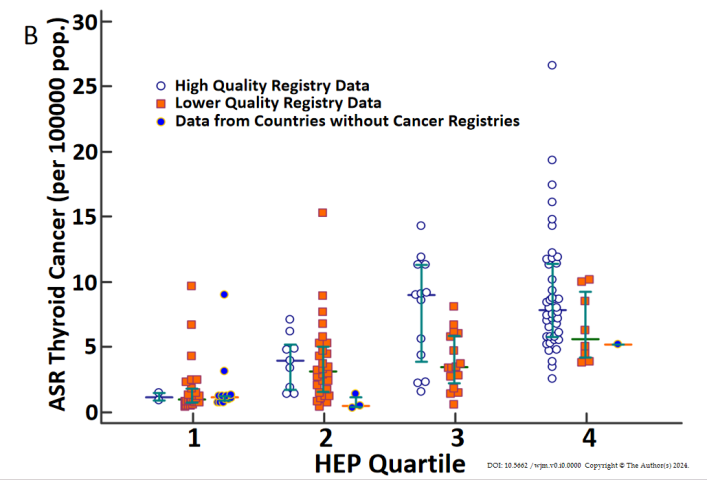 B
ASR Thyroid Cancer (per 100000 pop.)
30
25
20
15
10
5
0
High Quality Registry Data
Lower Quality Registry Data
Data from Countries without Cancer Registries
1 2 3 4
HEP Quartile
DOI: 10.5662 /wjm.v0.i0.0000 Copyright © The Author(s) 2024.